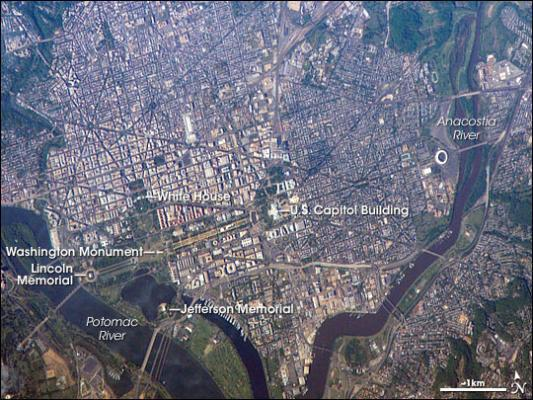 Anacostia
River
White House
U.S. Capitol Building
Washington Monument
Lincoln
Memorial
Jefferson Memorial
Potomac
River
~1km
N